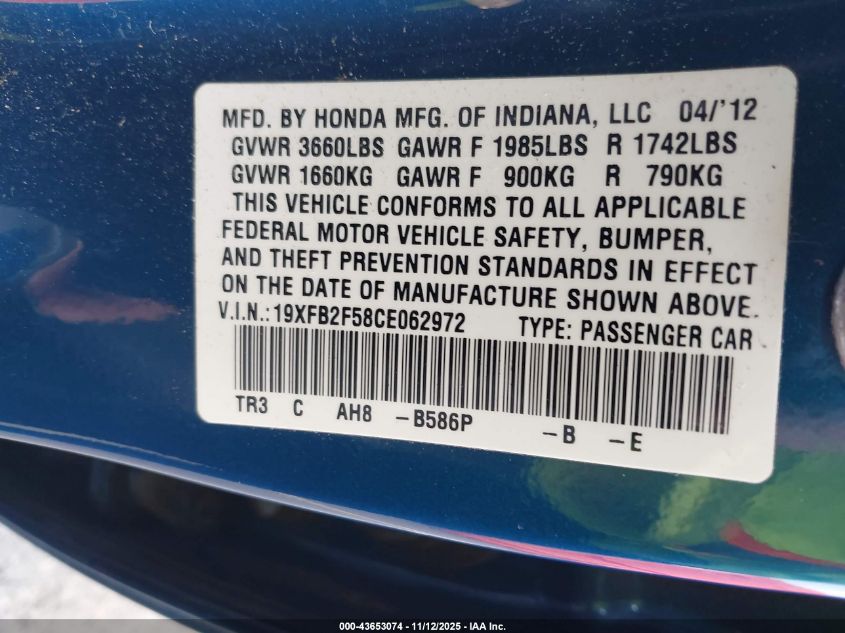 MFD. BY HONDA MFG. OF INDIANA, LLC 04/'12
GVWR 3660LBS GAWR F 1985LBS R 1742LBS
GVWR 1660KG GAWR F 900KG R 790KG
THIS VEHICLE CONFORMS TO ALL APPLICABLE
FEDERAL MOTOR VEHICLE SAFETY, BUMPER,
AND THEFT PREVENTION STANDARDS IN EFFECT
ON THE DATE OF MANUFACTURE SHOWN ABOVE.
V.I.N.:19XFB2F58CE062972 TYPE: PASSENGER CAR
TR3 C AH8 -B586P -B -E
000-43653074 - 11/12/2025 - IAA Inc.